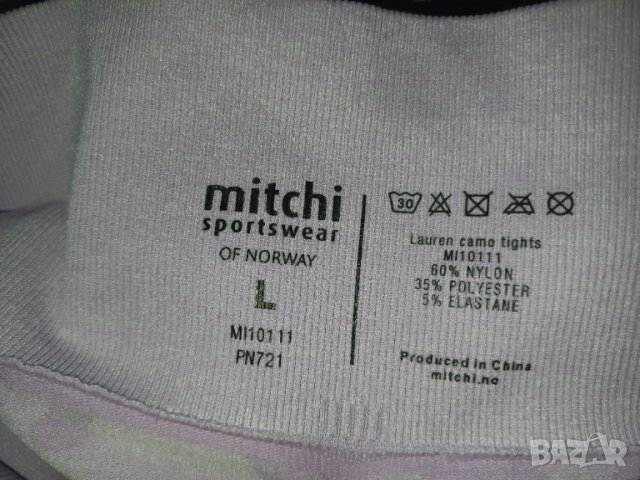 mitchi
sportswear
OF NORWAY
L
MI10111
PN721
30
Lauren camo tights
MI10111
60% NYLON
35% POLYESTER
5% ELASTANE
Produced in China
mitchi.no
BAZAR